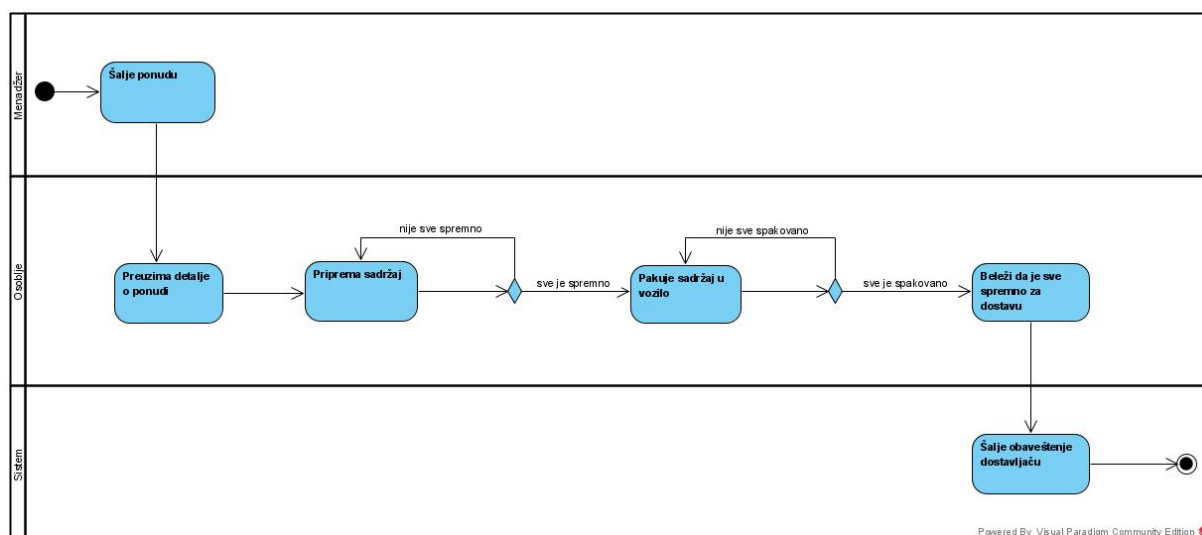 Menadžer
Šalje ponudu
Osoblje
nije sve spremno
nije sve spakovano
Preuzima detalje
o ponudi
Priprema sadržaj
sve je spremno
Pakuje sadržaj u
vozilo
sve je spakovano
Beleži da je sve
spremno za
dostavu
Sistem
Šalje obaveštenje
dostavljaču
Powered By Visual Paradigm Community Edition